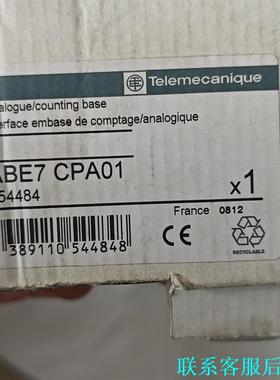 Telemecanique
alogue/counting base
erface embase de comptage/analogique
ABE7 CPA01
54484
x1
France 0812
389110 544848
CE
RECYCLABLE
联系客服后